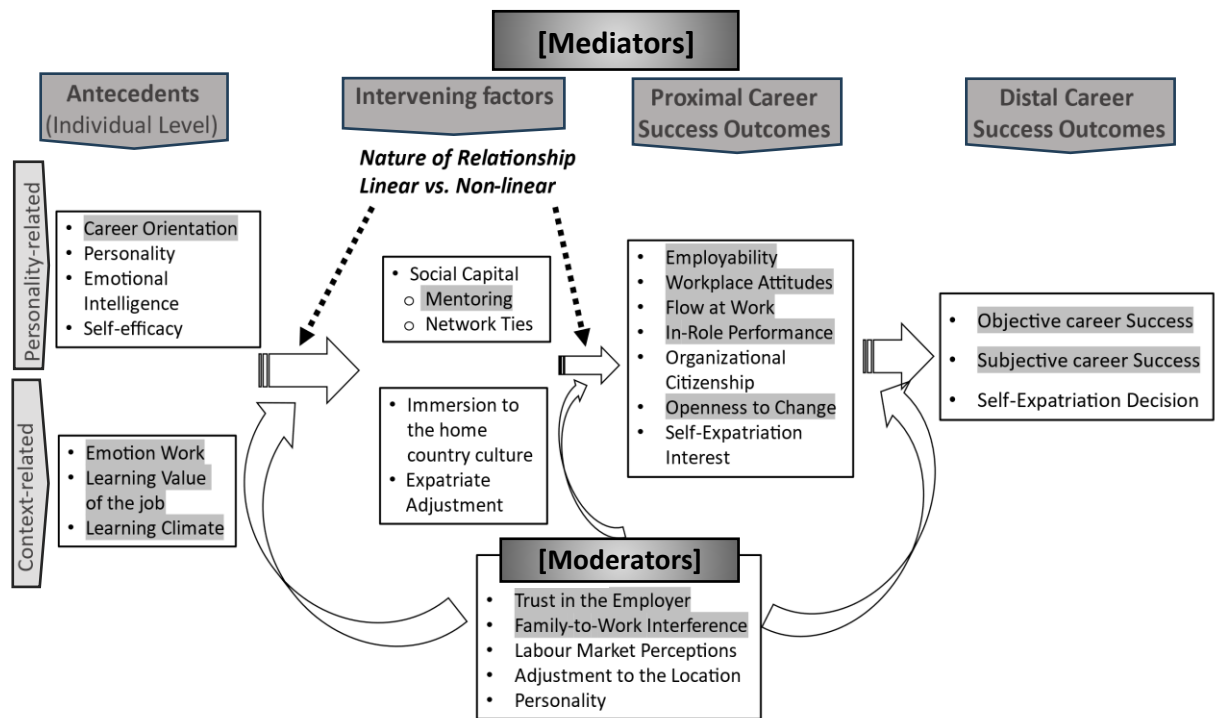 [Mediators]
Antecedents
(Individual Level)
Intervening factors
Proximal Career
Success Outcomes
Distal Career
Success Outcomes
Nature of Relationship
Linear vs. Non-linear
Personality-related
• Career Orientation
• Personality
• Emotional
Intelligence
• Self-efficacy
• Social Capital
o Mentoring
o Network Ties
• Employability
• Workplace Attitudes
• Flow at Work
• In-Role Performance
• Organizational
Citizenship
• Openness to Change
• Self-Expatriation
Interest
• Objective career Success
• Subjective career Success
• Self-Expatriation Decision
Context-related
• Emotion Work
• Learning Value
of the job
• Learning Climate
• Immersion to
the home
country culture
• Expatriate
Adjustment
[Moderators]
• Trust in the Employer
• Family-to-Work Interference
• Labour Market Perceptions
• Adjustment to the Location
• Personality